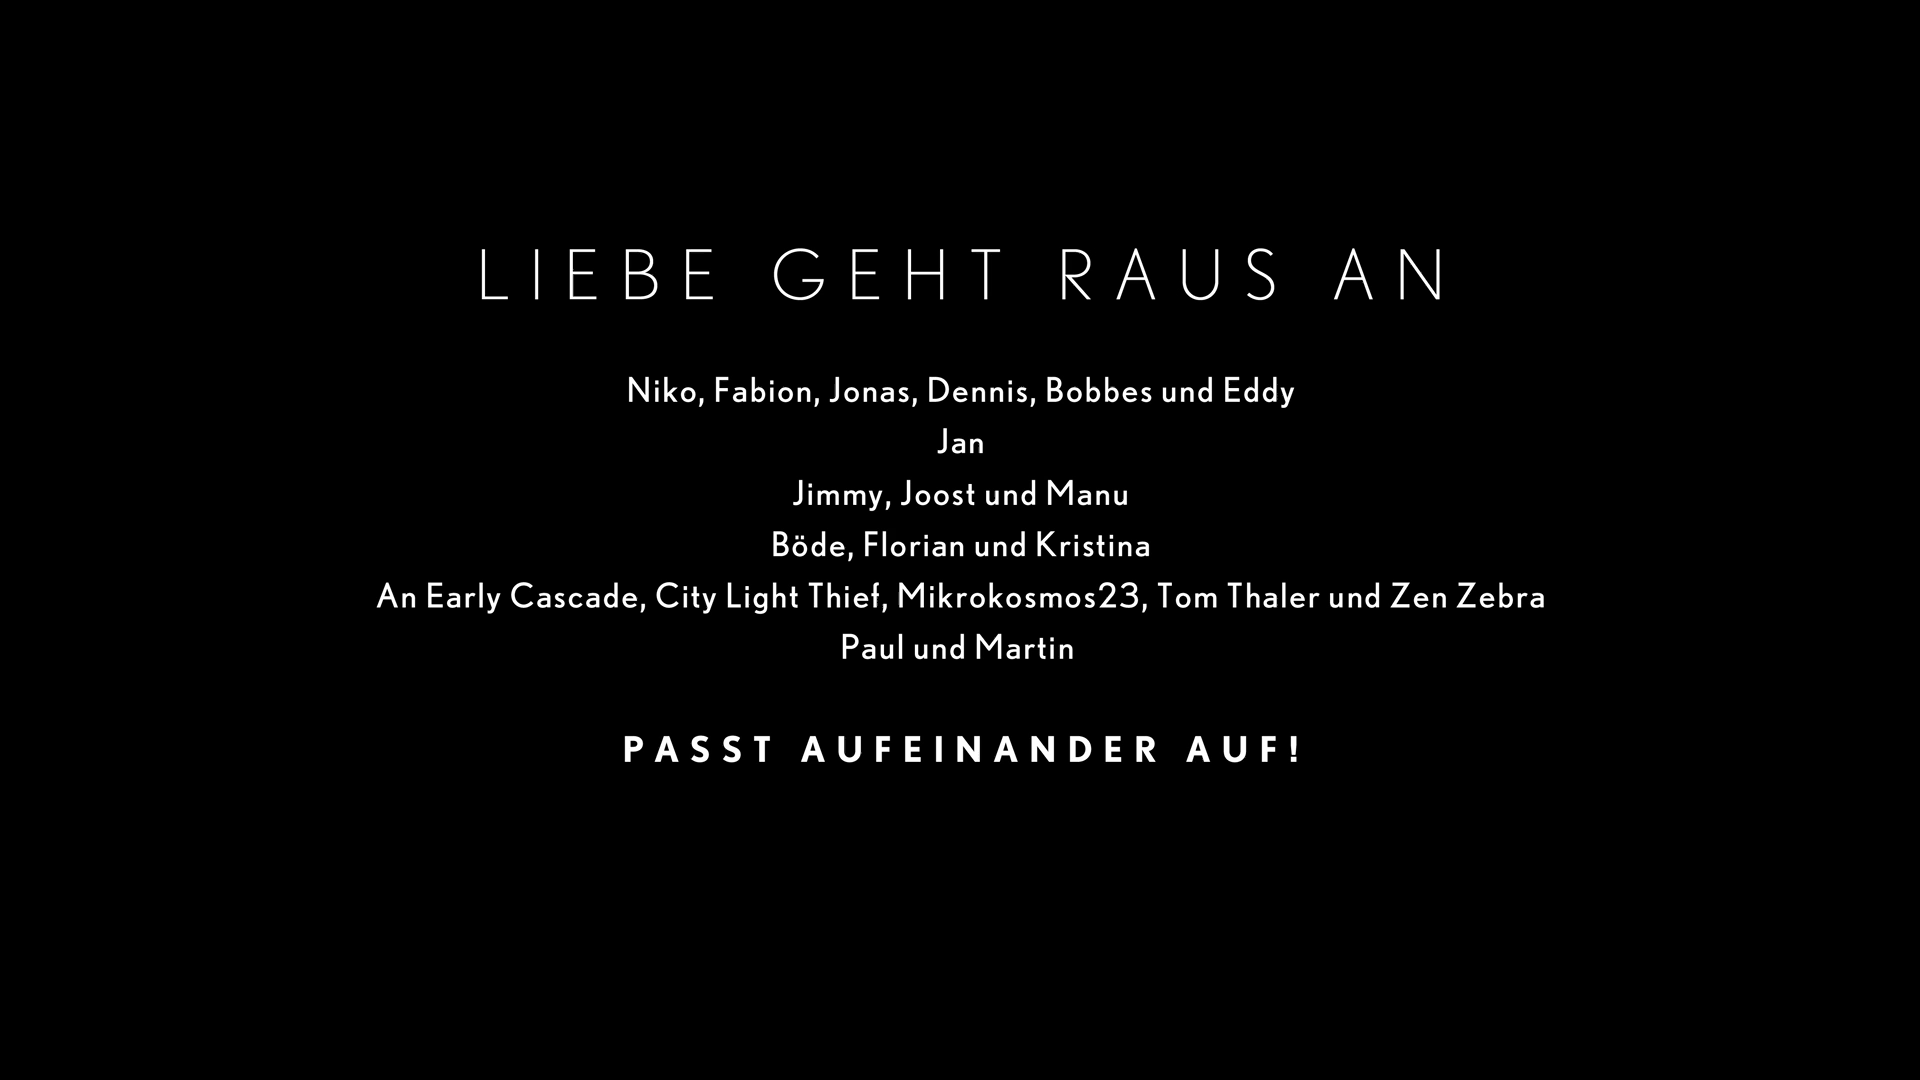 LIEBE GEHT RAUS AN
Niko, Fabion, Jonas, Dennis, Bobbes und Eddy
Jan
Jimmy, Joost und Manu
Böde, Florian und Kristina
An Early Cascade, City Light Thief, Mikrokosmos23, Tom Thaler und Zen Zebra
Paul und Martin
PASST AUFEINANDER AUF!